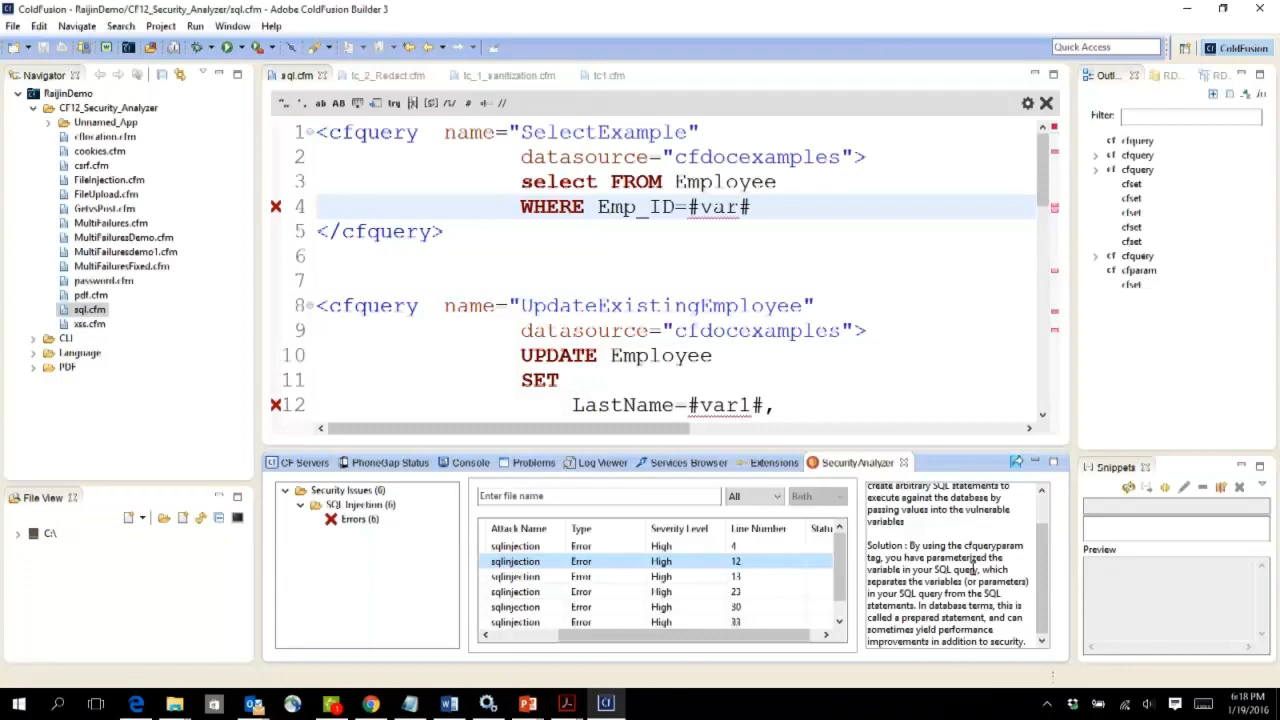 ColdFusion - RaijinDemo/CF12_Security_Analyzer/sql.cfm - Adobe ColdFusion Builder 3
File Edit Navigate Search Project Run Window Help
Quick Access
ColdFusion
Navigator
RaijinDemo
CF12_Security_Analyzer
Unnamed_App
cflocation.cfm
cookies.cfm
csrf.cfm
FileInjection.cfm
FileUpload.cfm
GetvsPost.cfm
MultiFailures.cfm
MultiFailuresDemo.cfm
MultiFailuresdemo1.cfm
MultiFailuresFixed.cfm
password.cfm
pdf.cfm
sql.cfm
xss.cfm
CLI
Language
PDF
File View
C:\
sql.cfm tc_2_Redact.cfm tc_1_sanitization.cfm tc1.cfm
1 <cfquery name="SelectExample"
2 datasource="cfdocexamples">
3 select FROM Employee
4 WHERE Emp_ID=#var#
5 </cfquery>
6
7
8 <cfquery name="UpdateExistingEmployee"
9 datasource="cfdocexamples">
10 UPDATE Employee
11 SET
12 LastName=#var1#,
CF Servers PhoneGap Status Console Problems Log Viewer Services Browser Extensions Security Analyzer
Security Issues (6)
SQL Injection (6)
Errors (6)
Enter file name All Both
Attack Name Type Severity Level Line Number Statu
sqlinjection Error High 4
sqlinjection Error High 12
sqlinjection Error High 13
sqlinjection Error High 23
sqlinjection Error High 30
sqlinjection Error High 33
create arbitrary SQL statements to
execute against the database by
passing values into the vulnerable
variables
Solution : By using the cfqueryparam
tag, you have parameterized the
variable in your SQL query, which
separates the variables (or parameters)
in your SQL query from the SQL
statements. In database terms, this is
called a prepared statement, and can
sometimes yield performance
improvements in addition to security.
Outl... RD... RD...
Filter:
cfquery
cfquery
cfquery
cfset
cfset
cfset
cfset
cfset
cfquery
cfparam
cfset
Snippets
Preview
6:18 PM
1/19/2016